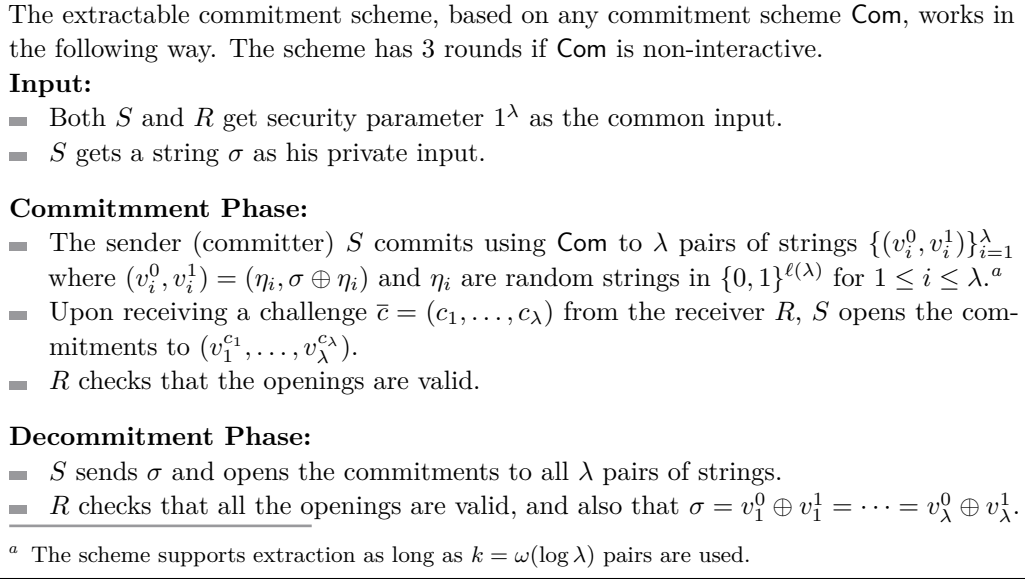 The extractable commitment scheme, based on any commitment scheme Com, works in
the following way. The scheme has 3 rounds if Com is non-interactive.
Input:
Both S and R get security parameter 1^λ as the common input.
S gets a string σ as his private input.
Commitmment Phase:
The sender (committer) S commits using Com to λ pairs of strings {(v_i^0, v_i^1)}_{i=1}^λ
where (v_i^0, v_i^1) = (η_i, σ ⊕ η_i) and η_i are random strings in {0, 1}^{ℓ(λ)} for 1 ≤ i ≤ λ.^a
Upon receiving a challenge c̄ = (c_1, . . . , c_λ) from the receiver R, S opens the com-
mitments to (v_1^{c_1}, . . . , v_λ^{c_λ}).
R checks that the openings are valid.
Decommitment Phase:
S sends σ and opens the commitments to all λ pairs of strings.
R checks that all the openings are valid, and also that σ = v_1^0 ⊕ v_1^1 = · · · = v_λ^0 ⊕ v_λ^1.
^a The scheme supports extraction as long as k = ω(log λ) pairs are used.